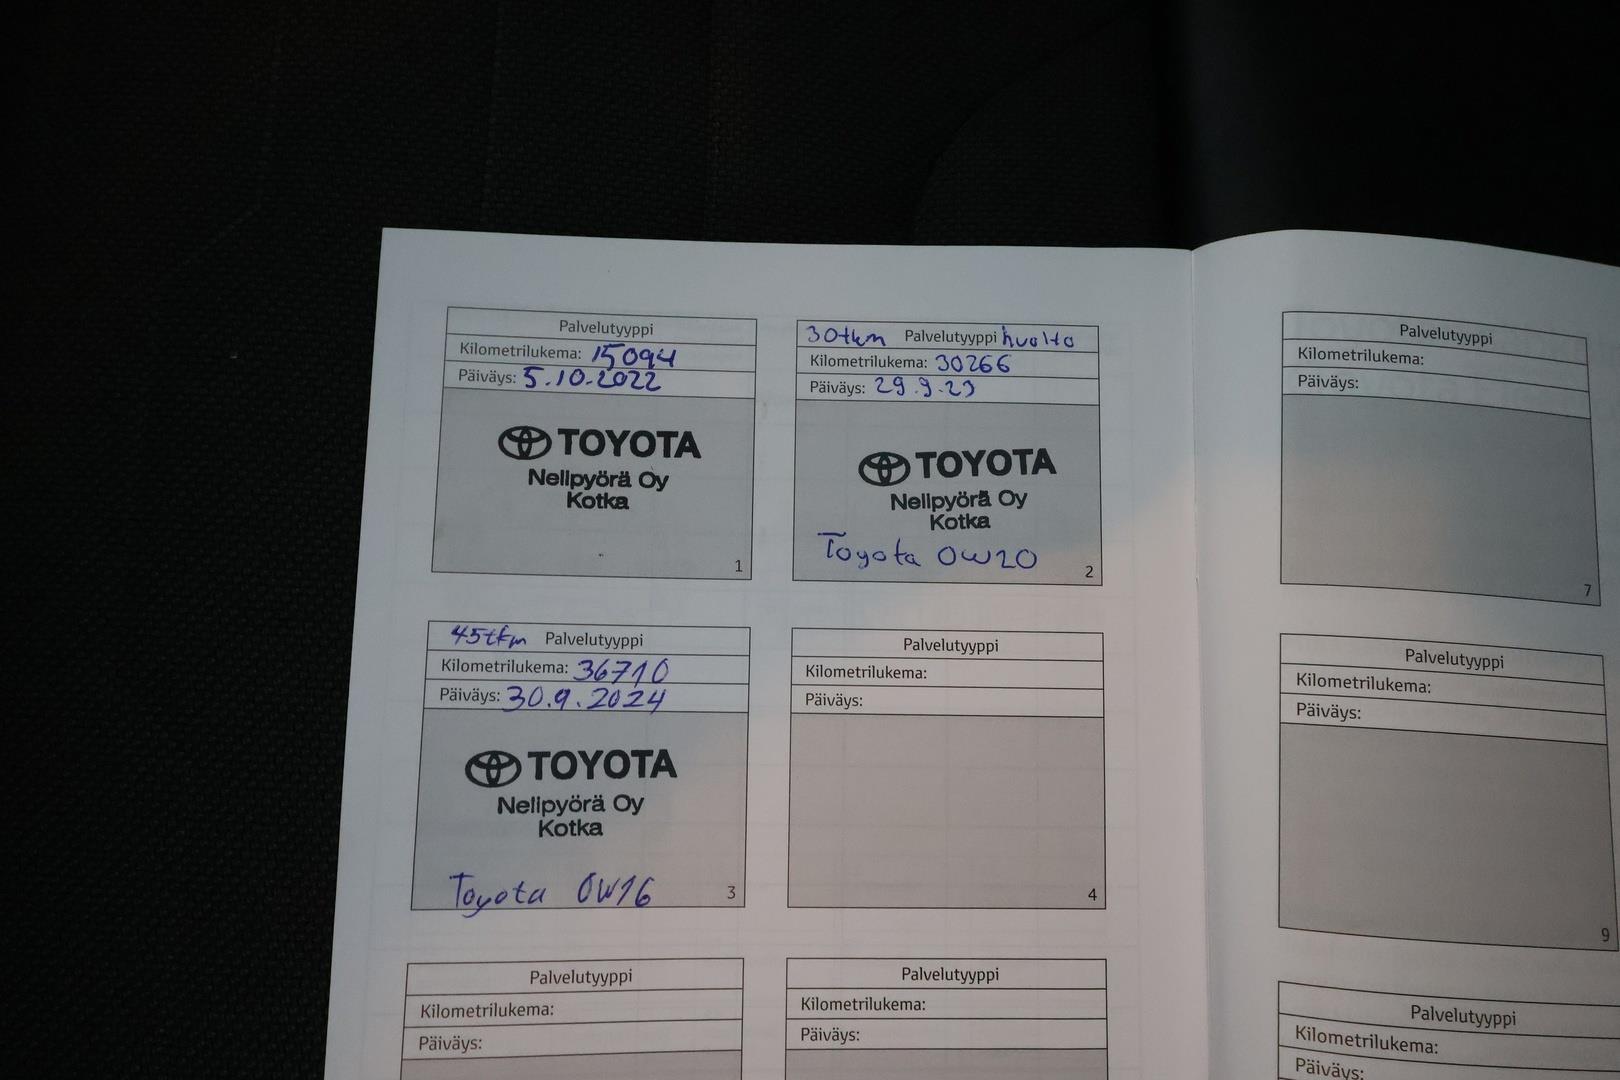 Palvelutyyppi
Kilometrilukema: 15094
Päiväys: 5.10.2022
TOYOTA
Nelipyörä Oy
Kotka
1
30tkm Palvelutyyppi huolto
Kilometrilukema: 30266
Päiväys: 29.9.23
TOYOTA
Nelipyörä Oy
Kotka
Toyota 0W20
2
45tkm Palvelutyyppi
Kilometrilukema: 36710
Päiväys: 30.9.2024
TOYOTA
Nelipyörä Oy
Kotka
Toyota 0W16
3
Palvelutyyppi
Kilometrilukema:
Päiväys:
4
Palvelutyyppi
Kilometrilukema:
Päiväys:
Palvelutyyppi
Kilometrilukema:
Päiväys:
Palvelutyyppi
Kilometrilukema:
Päiväys:
7
Palvelutyyppi
Kilometrilukema:
Päiväys:
9
Palvelutyyppi
Kilometrilukema:
Päiväys: